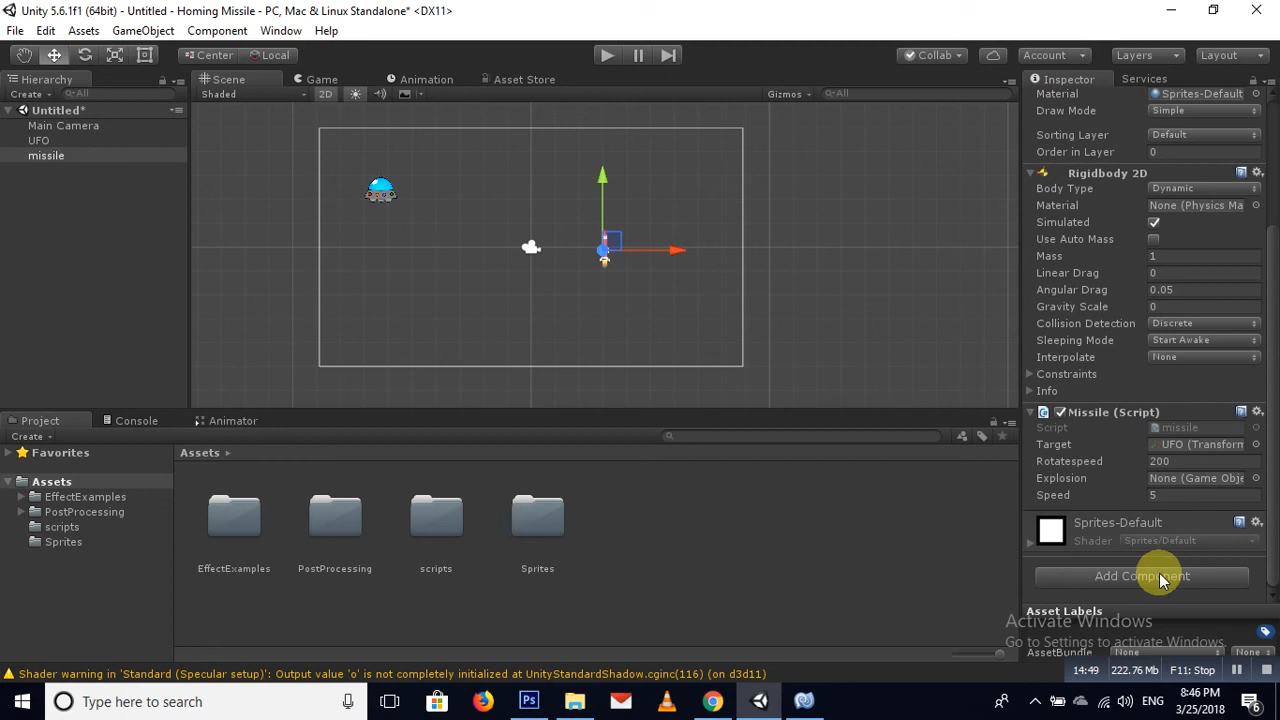 Unity 5.6.1f1 (64bit) - Untitled - Homing Missile - PC, Mac & Linux Standalone* <DX11>
File Edit Assets GameObject Component Window Help
Center Local Collab Account Layers Layout
Hierarchy Scene Game Animation Asset Store Inspector Services
Create All Shaded 2D Gizmos All
Material Sprites-Default
Untitled*
Draw Mode Simple
Main Camera
UFO
Sorting Layer Default
missile
Order in Layer 0
Rigidbody 2D
Body Type Dynamic
Material None (Physics Ma
Simulated
Use Auto Mass
Mass 1
Linear Drag 0
Angular Drag 0.05
Gravity Scale 0
Collision Detection Discrete
Sleeping Mode Start Awake
Interpolate None
Constraints
Info
Missile (Script)
Script missile
Target UFO (Transform
Rotatespeed 200
Explosion None (Game Obje
Speed 5
Sprites-Default
Shader Sprites/Default
Add Component
Asset Labels
AssetBundle None None
Project Console Animator
Create
Favorites
Assets
Assets
EffectExamples
PostProcessing
scripts
Sprites
EffectExamples PostProcessing scripts Sprites
Activate Windows
Go to Settings to activate Windows.
Shader warning in 'Standard (Specular setup)': Output value 'o' is not completely initialized at UnityStandardShadow.cginc(116) (on d3d11)
14:49 222.76 Mb F11: Stop
Type here to search
Ps
ENG
8:46 PM
3/25/2018
6